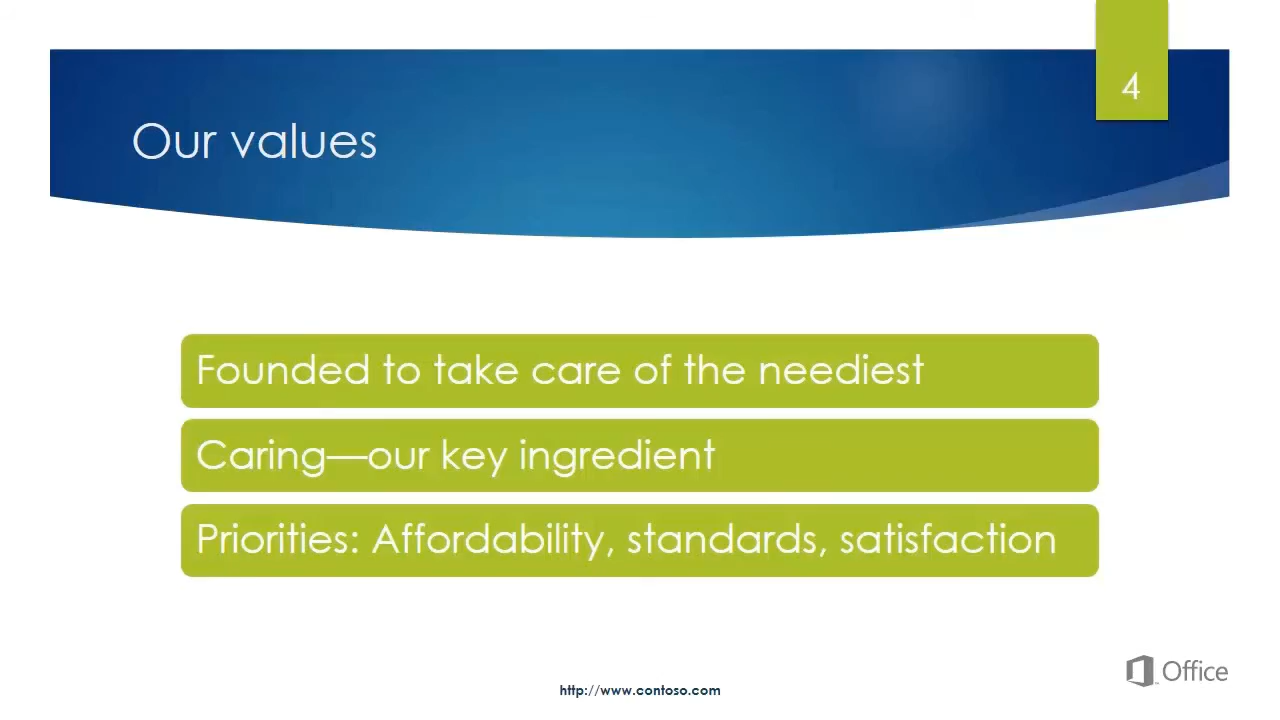 4
Our values
Founded to take care of the neediest
Caring—our key ingredient
Priorities: Affordability, standards, satisfaction
Office
http://www.contoso.com